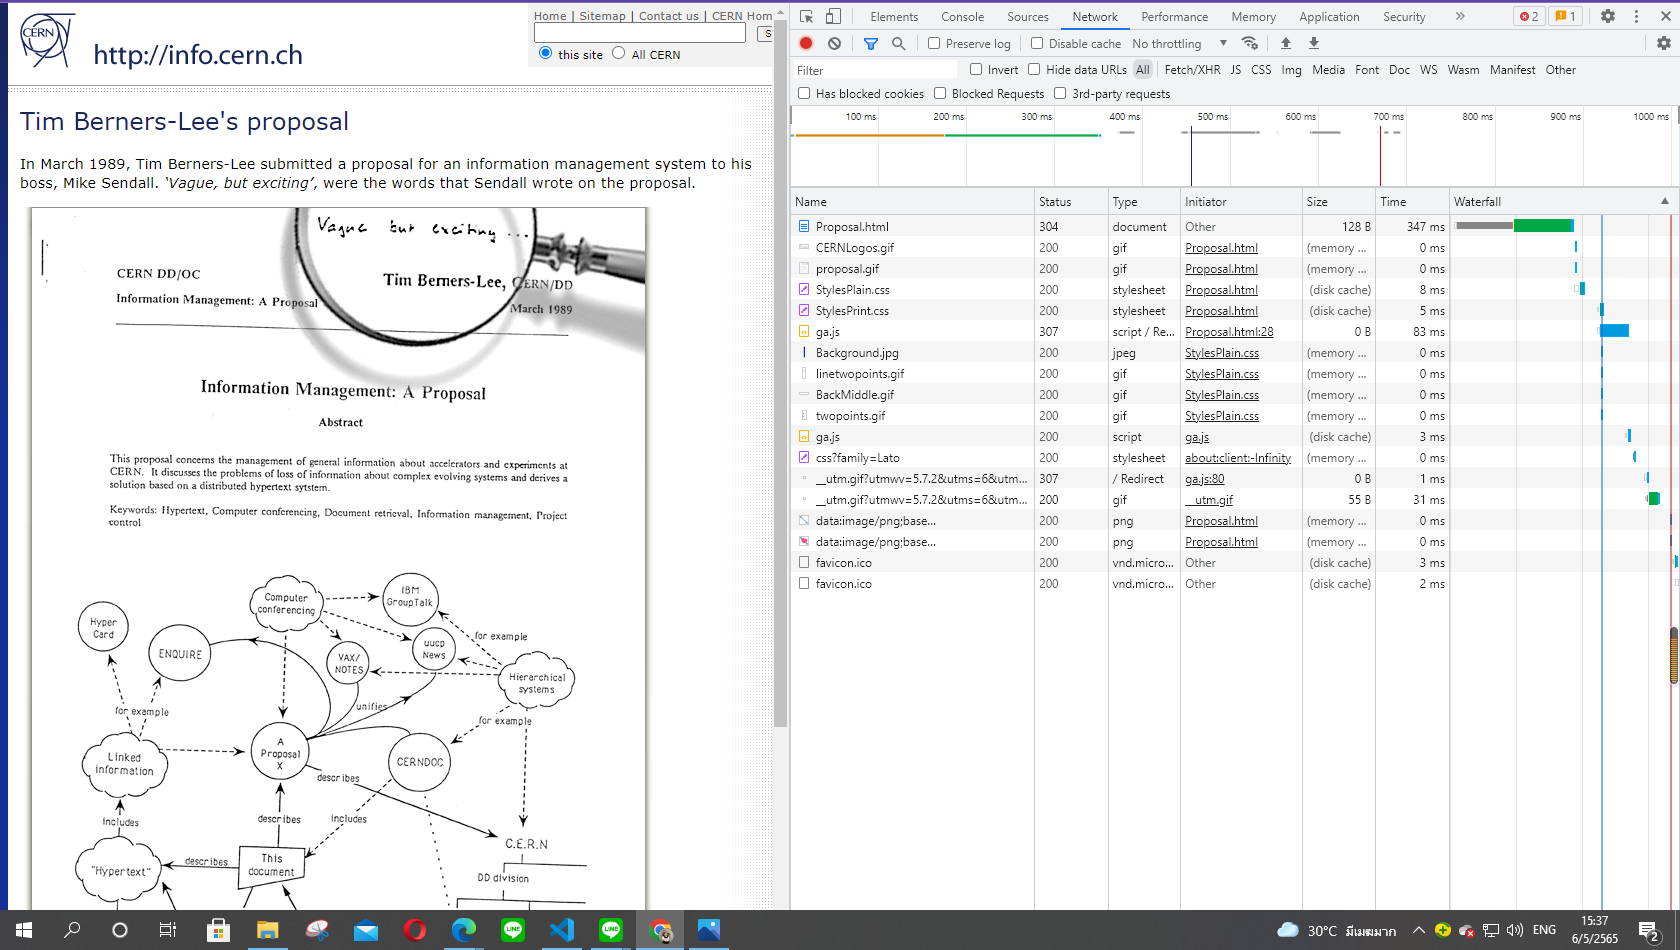 CERN
http://info.cern.ch
Home | Sitemap | Contact us | CERN Hom
S
this site All CERN
Tim Berners-Lee's proposal
In March 1989, Tim Berners-Lee submitted a proposal for an information management system to his
boss, Mike Sendall. 'Vague, but exciting', were the words that Sendall wrote on the proposal.
Vague but exciting ...
CERN DD/OC
Tim Berners-Lee, CERN/DD
Information Management: A Proposal
March 1989
Information Management: A Proposal
Abstract
This proposal concerns the management of general information about accelerators and experiments at
CERN. It discusses the problems of loss of information about complex evolving systems and derives a
solution based on a distributed hypertext sytstem.
Keywords: Hypertext, Computer conferencing, Document retrieval, Information management, Project
control
Computer
conferencing
IBM
GroupTalk
Hyper
Card
ENQUIRE
VAX/
NOTES
uucp
News
for example
Hierarchical
systems
for example
unifies
for example
A
Proposal
X
Linked
information
CERNDOC
describes
includes
describes
includes
C.E.R.N
"Hypertext"
describes
This
document
DD division
Elements Console Sources Network Performance Memory Application Security » 2 1
Preserve log Disable cache No throttling
Filter Invert Hide data URLs All Fetch/XHR JS CSS Img Media Font Doc WS Wasm Manifest Other
Has blocked cookies Blocked Requests 3rd-party requests
100 ms 200 ms 300 ms 400 ms 500 ms 600 ms 700 ms 800 ms 900 ms 1000 ms
Name Status Type Initiator Size Time Waterfall
Proposal.html 304 document Other 128 B 347 ms
CERNLogos.gif 200 gif Proposal.html (memory ... 0 ms
proposal.gif 200 gif Proposal.html (memory ... 0 ms
StylesPlain.css 200 stylesheet Proposal.html (disk cache) 8 ms
StylesPrint.css 200 stylesheet Proposal.html (disk cache) 5 ms
ga.js 307 script / Re... Proposal.html:28 0 B 83 ms
Background.jpg 200 jpeg StylesPlain.css (memory ... 0 ms
linetwopoints.gif 200 gif StylesPlain.css (memory ... 0 ms
BackMiddle.gif 200 gif StylesPlain.css (memory ... 0 ms
twopoints.gif 200 gif StylesPlain.css (memory ... 0 ms
ga.js 200 script ga.js (disk cache) 3 ms
css?family=Lato 200 stylesheet about:client:-Infinity (memory ... 0 ms
__utm.gif?utmwv=5.7.2&utms=6&utm... 307 / Redirect ga.js:80 0 B 1 ms
__utm.gif?utmwv=5.7.2&utms=6&utm... 200 gif __utm.gif 55 B 31 ms
data:image/png;base... 200 png Proposal.html (memory ... 0 ms
data:image/png;base... 200 png Proposal.html (memory ... 0 ms
favicon.ico 200 vnd.micro... Other (disk cache) 3 ms
favicon.ico 200 vnd.micro... Other (disk cache) 2 ms
LINE LINE
30°C มีเมฆมาก ENG
15:37
6/5/2565
2